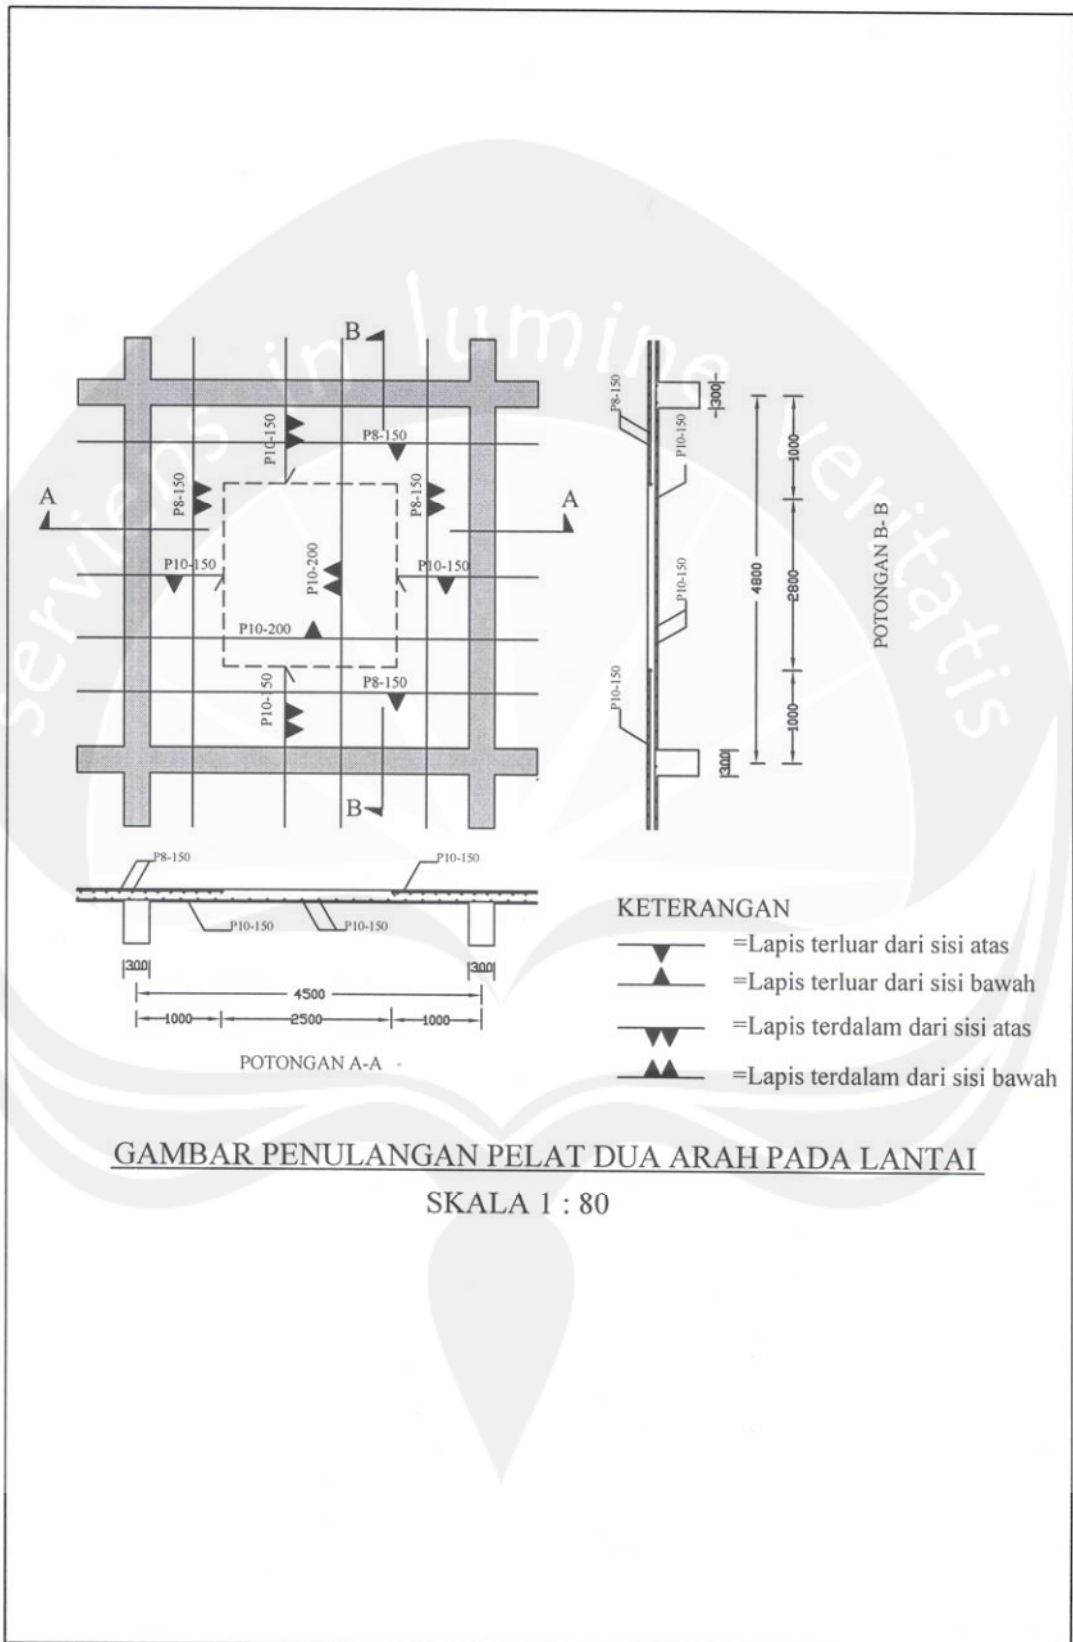 serviens in lumine veritatis
B
P10-150
P8-150
P8-150
P8-150
A
A
P10-150
P10-200
P10-150
P10-200
P10-150
P8-150
B
P8-150
P10-150
P10-150
P10-150
300
300
4500
1000
2500
1000
POTONGAN A-A
P8-150
P10-150
P10-150
P10-150
300
300
4800
1000
2800
1000
POTONGAN B- B
KETERANGAN
=Lapis terluar dari sisi atas
=Lapis terluar dari sisi bawah
=Lapis terdalam dari sisi atas
=Lapis terdalam dari sisi bawah
GAMBAR PENULANGAN PELAT DUA ARAH PADA LANTAI
SKALA 1 : 80